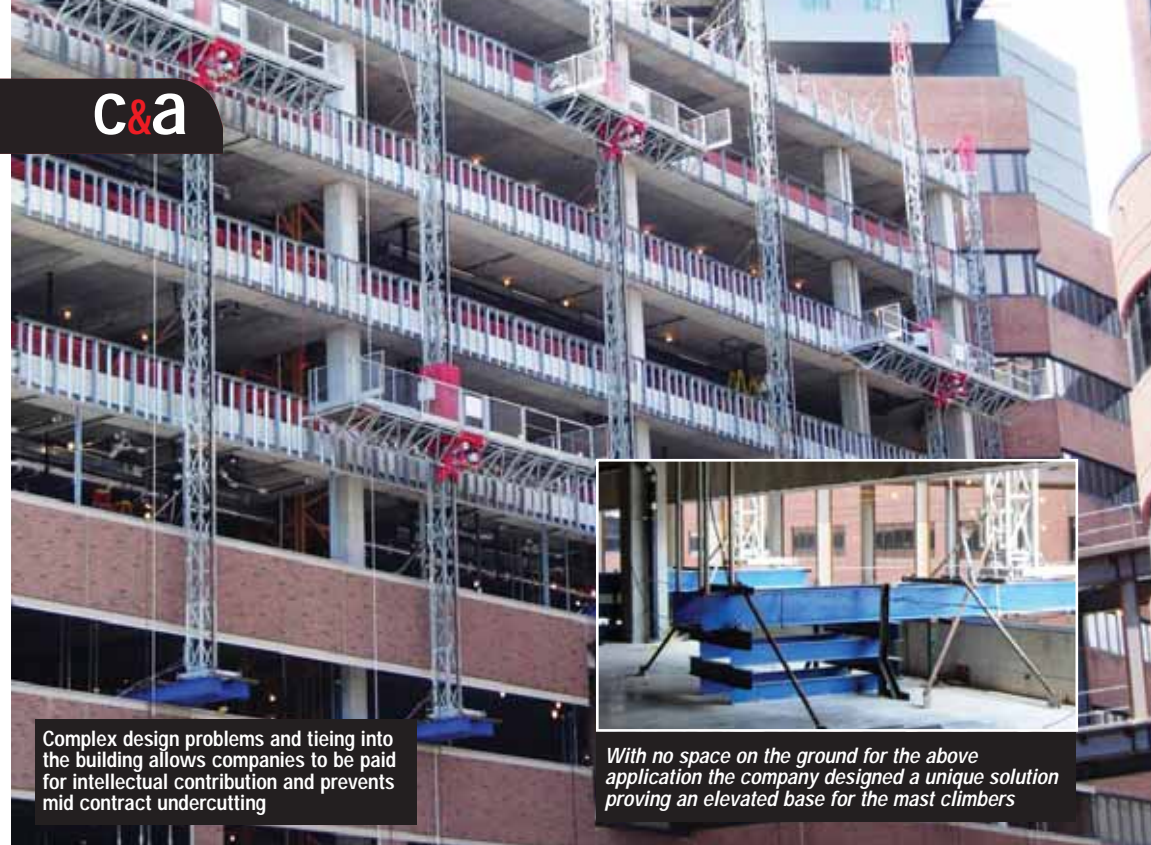 c&a
Complex design problems and tieing into
the building allows companies to be paid
for intellectual contribution and prevents
mid contract undercutting
With no space on the ground for the above
application the company designed a unique solution
proving an elevated base for the mast climbers